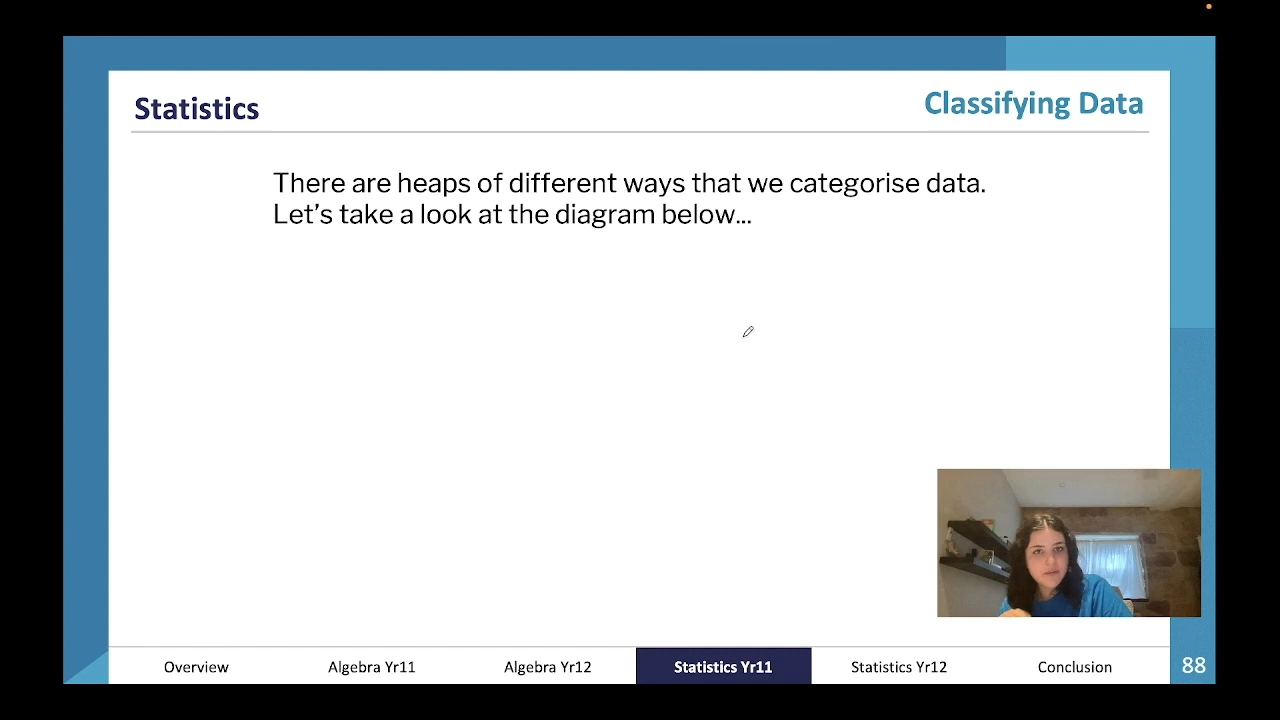 Statistics
Classifying Data
There are heaps of different ways that we categorise data.
Let’s take a look at the diagram below...
Overview
Algebra Yr11
Algebra Yr12
Statistics Yr11
Statistics Yr12
Conclusion
88